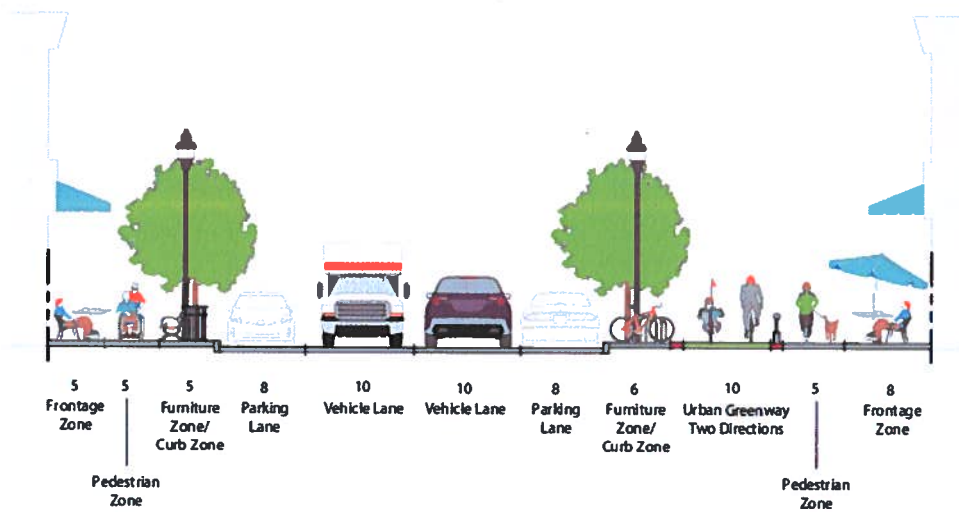 5
Frontage
Zone
5
Pedestrian
Zone
5
Furniture
Zone/
Curb Zone
8
Parking
Lane
10
Vehicle Lane
10
Vehicle Lane
8
Parking
Lane
6
Furniture
Zone/
Curb Zone
10
Urban Greenway
Two Directions
5
Pedestrian
Zone
8
Frontage
Zone